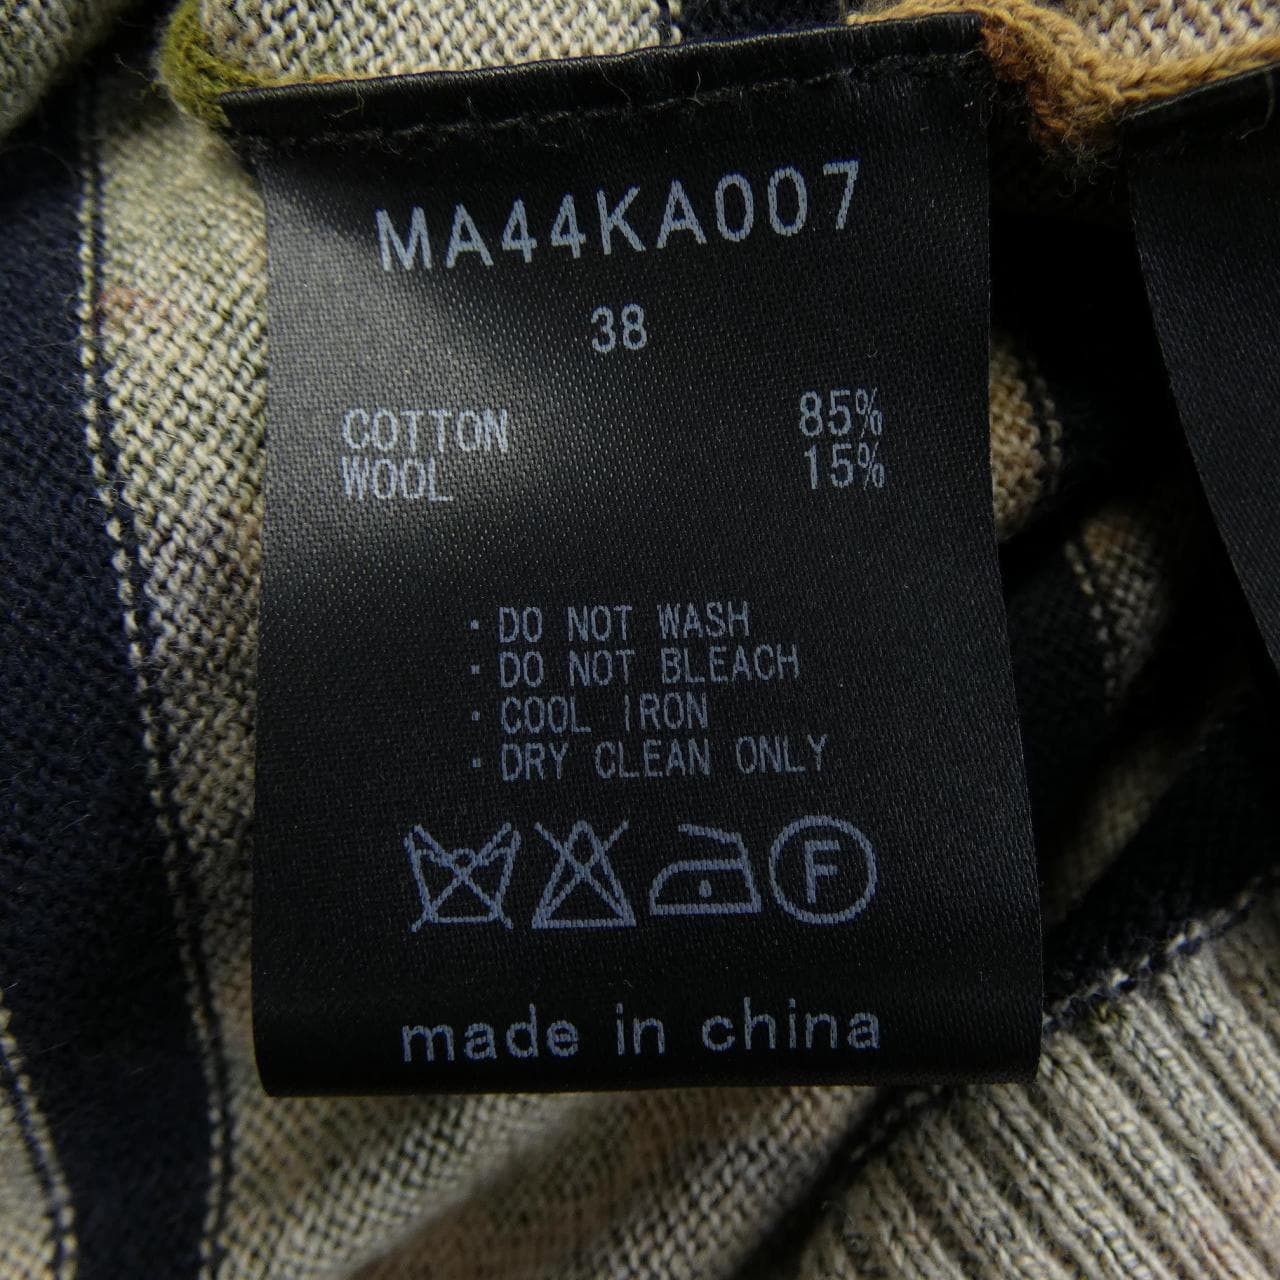 MA44KA007
38
COTTON 85%
WOOL 15%
· DO NOT WASH
· DO NOT BLEACH
· COOL IRON
· DRY CLEAN ONLY
F
made in china